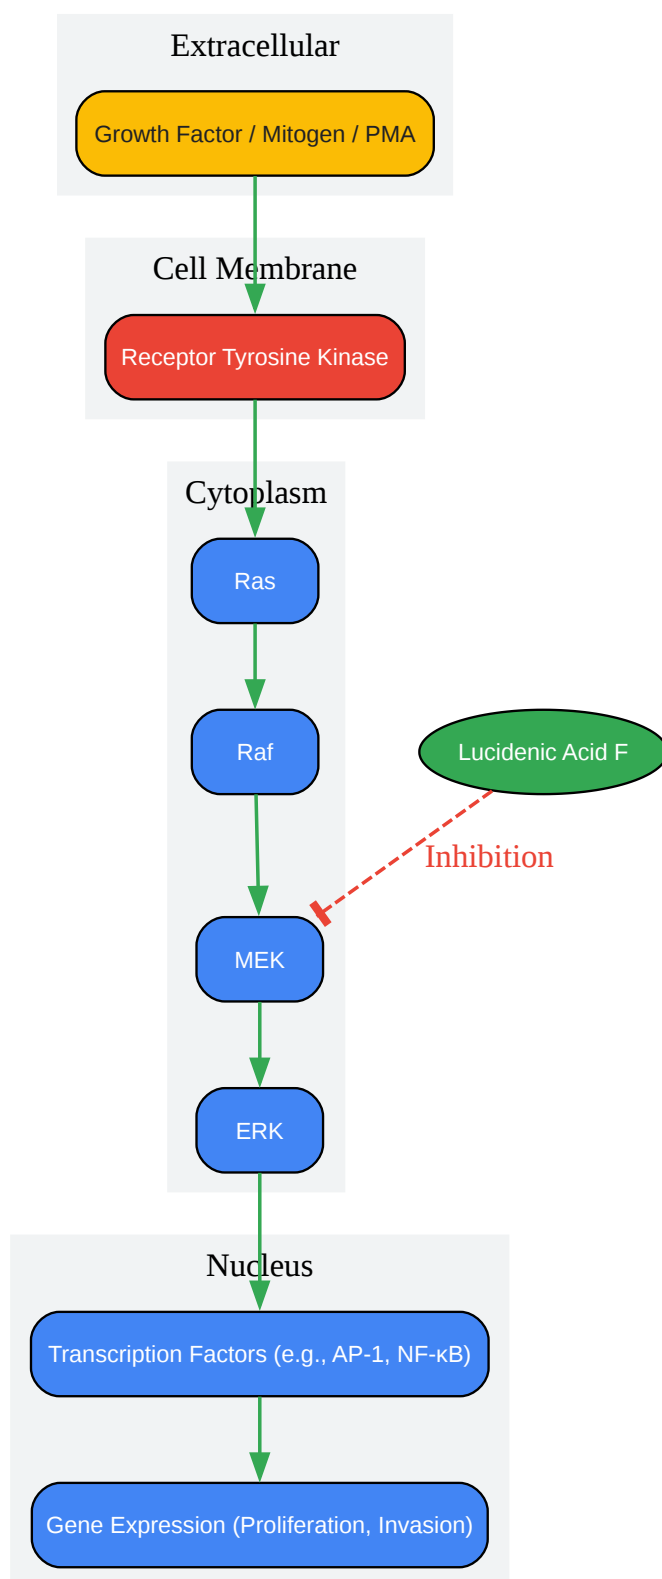 Extracellular
Growth Factor / Mitogen / PMA
Cell Membrane
Receptor Tyrosine Kinase
Cytoplasm
Ras
Raf
Lucidenic Acid F
Inhibition
MEK
ERK
Nucleus
Transcription Factors (e.g., AP-1, NF-κB)
Gene Expression (Proliferation, Invasion)